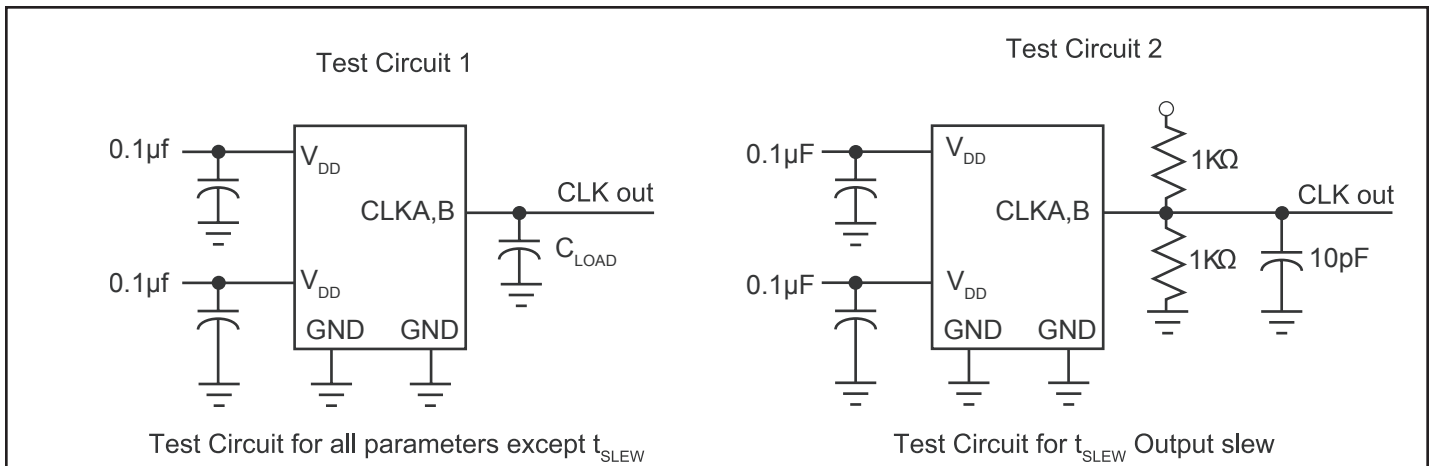 Test Circuit 1
0.1µf
V_DD
CLKA,B
CLK out
C_LOAD
0.1µf
V_DD
GND GND
Test Circuit for all parameters except t_SLEW
Test Circuit 2
0.1µF
V_DD
1KΩ
CLKA,B
CLK out
1KΩ
10pF
0.1µF
V_DD
GND GND
Test Circuit for t_SLEW Output slew